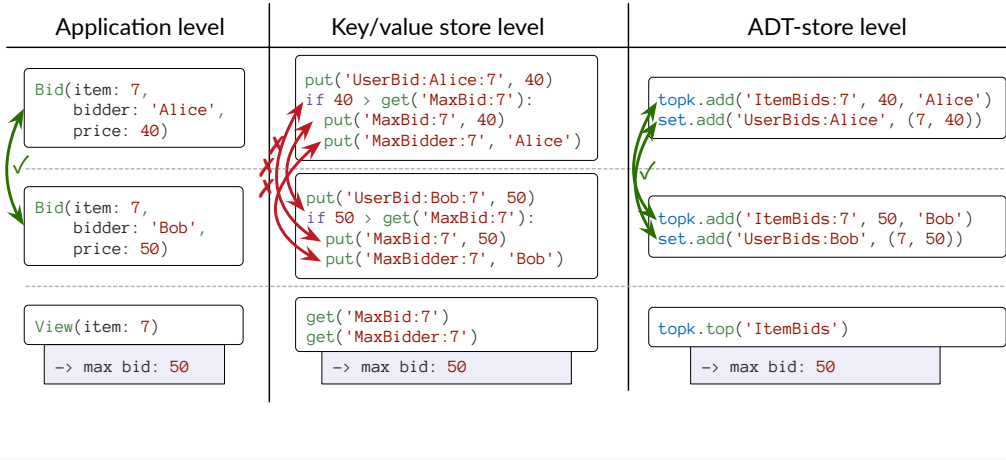 Application level
Key/value store level
ADT-store level
Bid(item: 7,
bidder: 'Alice',
price: 40)
put('UserBid:Alice:7', 40)
if 40 > get('MaxBid:7'):
put('MaxBid:7', 40)
put('MaxBidder:7', 'Alice')
topk.add('ItemBids:7', 40, 'Alice')
set.add('UserBids:Alice', (7, 40))
✓
✗
✗
✗
✓
Bid(item: 7,
bidder: 'Bob',
price: 50)
put('UserBid:Bob:7', 50)
if 50 > get('MaxBid:7'):
put('MaxBid:7', 50)
put('MaxBidder:7', 'Bob')
topk.add('ItemBids:7', 50, 'Bob')
set.add('UserBids:Bob', (7, 50))
View(item: 7)
-> max bid: 50
get('MaxBid:7')
get('MaxBidder:7')
-> max bid: 50
topk.top('ItemBids')
-> max bid: 50